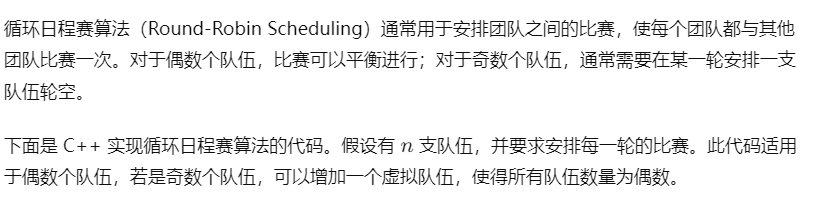 循环日程赛算法（Round-Robin Scheduling）通常用于安排团队之间的比赛，使每个团队都与其他
团队比赛一次。对于偶数个队伍，比赛可以平衡进行；对于奇数个队伍，通常需要在某一轮安排一支
队伍轮空。
下面是 C++ 实现循环日程赛算法的代码。假设有 n 支队伍，并要求安排每一轮的比赛。此代码适用
于偶数个队伍，若是奇数个队伍，可以增加一个虚拟队伍，使得所有队伍数量为偶数。